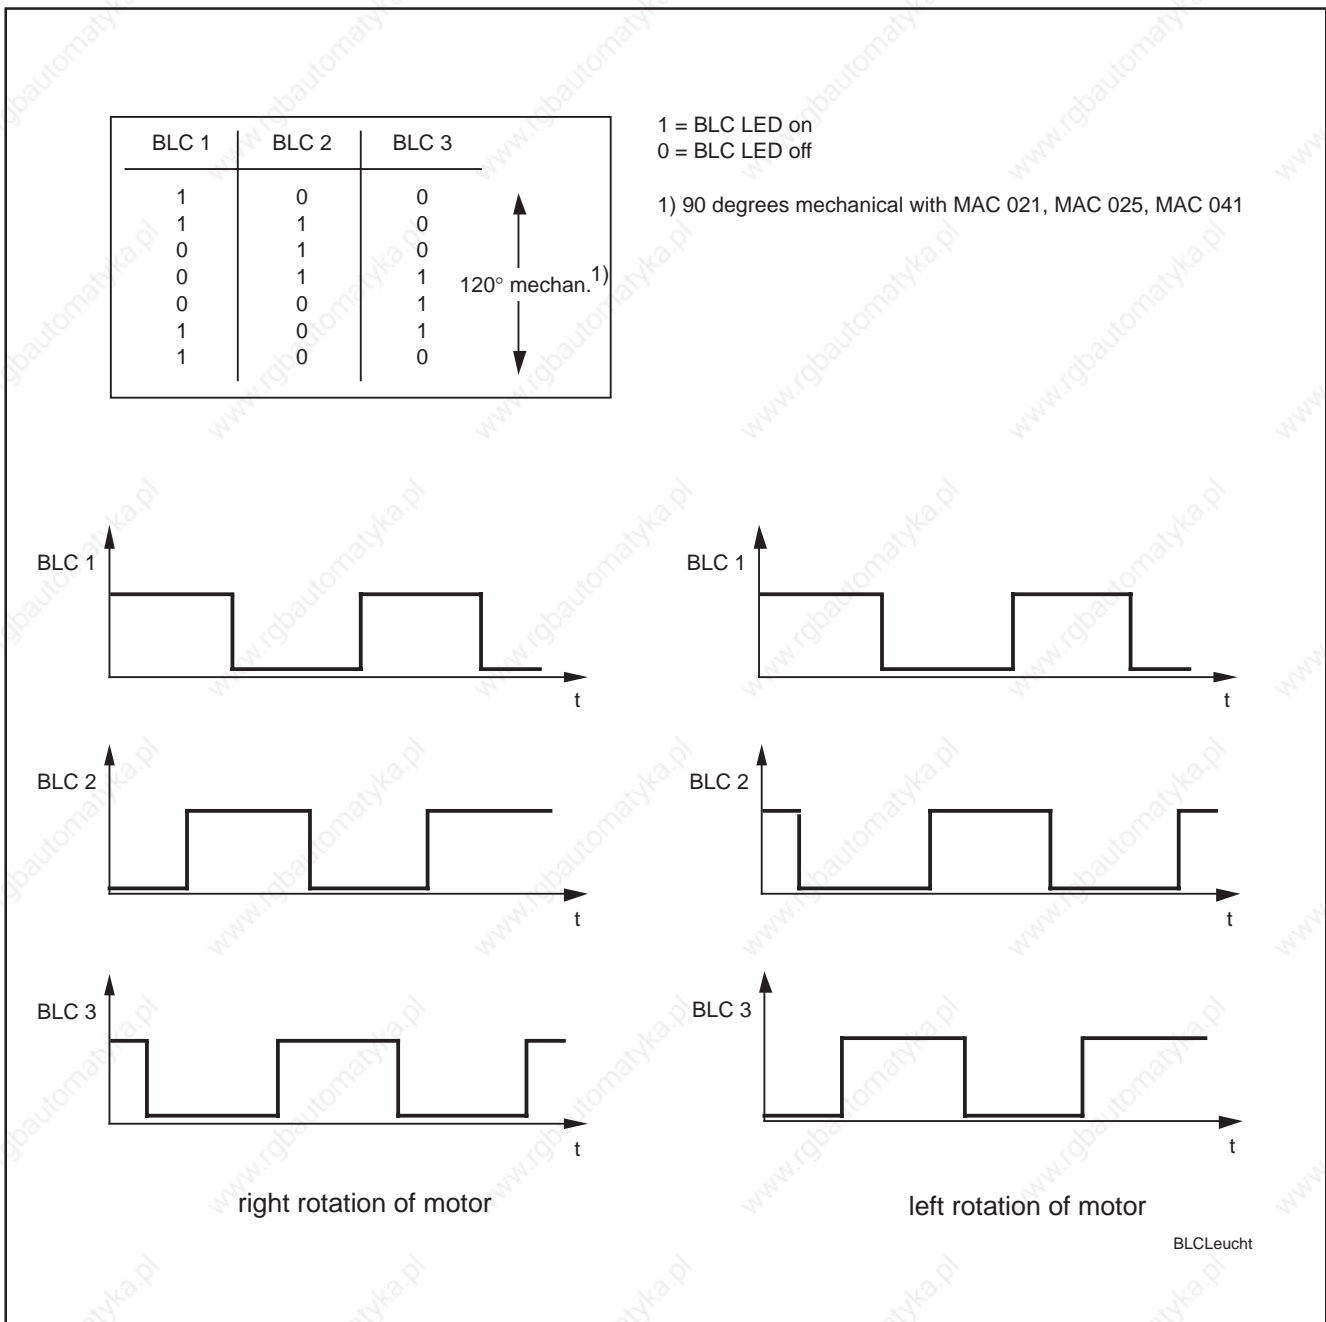 BLC 1 BLC 2 BLC 3
1 0 0
1 1 0
0 1 0
0 1 1
0 0 1
1 0 1
1 0 0
120° mechan.1)
1 = BLC LED on
0 = BLC LED off
1) 90 degrees mechanical with MAC 021, MAC 025, MAC 041
BLC 1
t
BLC 2
t
BLC 3
t
right rotation of motor
BLC 1
t
BLC 2
t
BLC 3
t
left rotation of motor
BLCLeucht
www.rgbautomatyka.pl